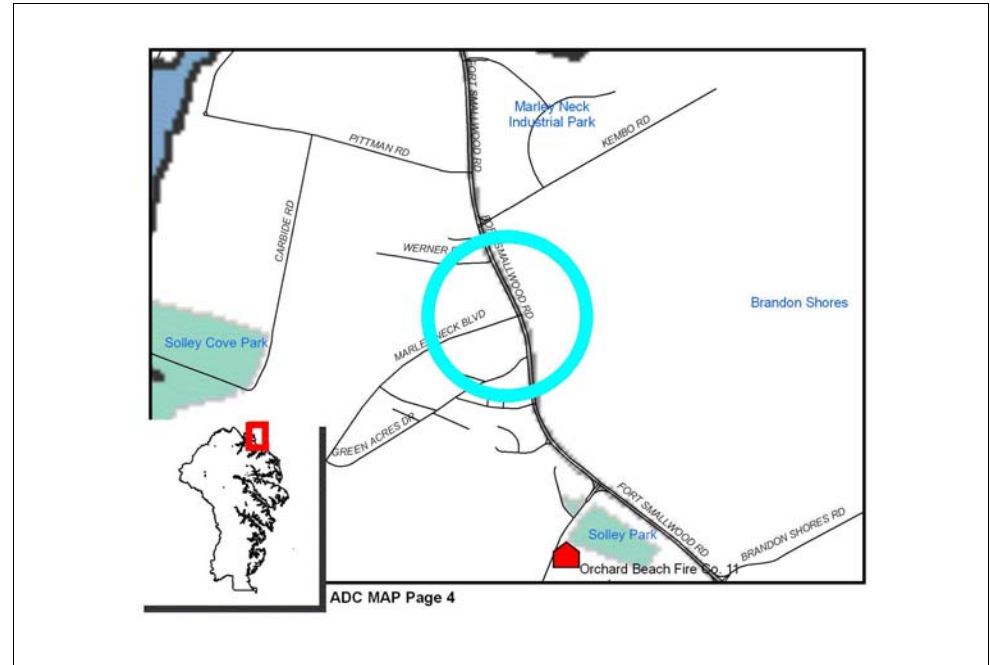 FORT SMALLWOOD RD
Marley Neck
Industrial Park
KEMBO RD
PITTMAN RD
CARBIDE RD
FORT SMALLWOOD RD
WERNER
Brandon Shores
Solley Cove Park
MARLEY NECK BLVD
GREEN ACRES DR
FORT SMALLWOOD RD
BRANDON SHORES RD
Solley Park
Orchard Beach Fire Co. 11
ADC MAP Page 4